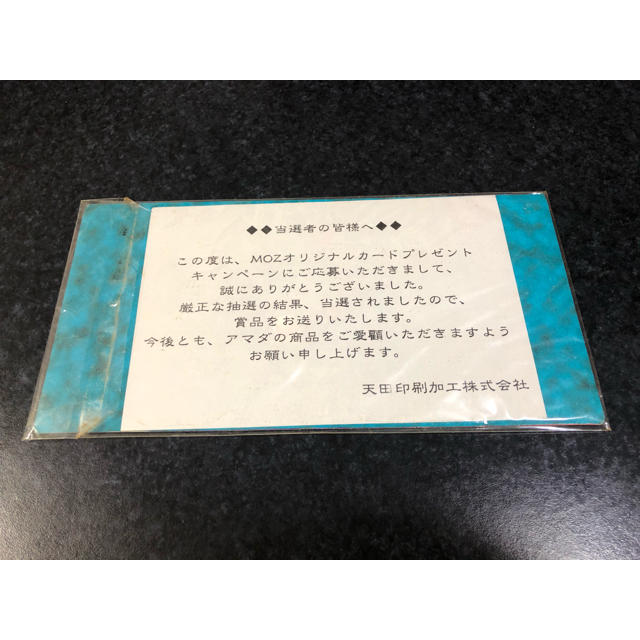 ◆◆当選者の皆様へ◆◆
この度は、MOZオリジナルカードプレゼント
キャンペーンにご応募いただきまして、
誠にありがとうございました。
厳正な抽選の結果、当選されましたので、
賞品をお送りいたします。
今後とも、アマダの商品をご愛顧いただきますよう
お願い申し上げます。
天田印刷加工株式会社